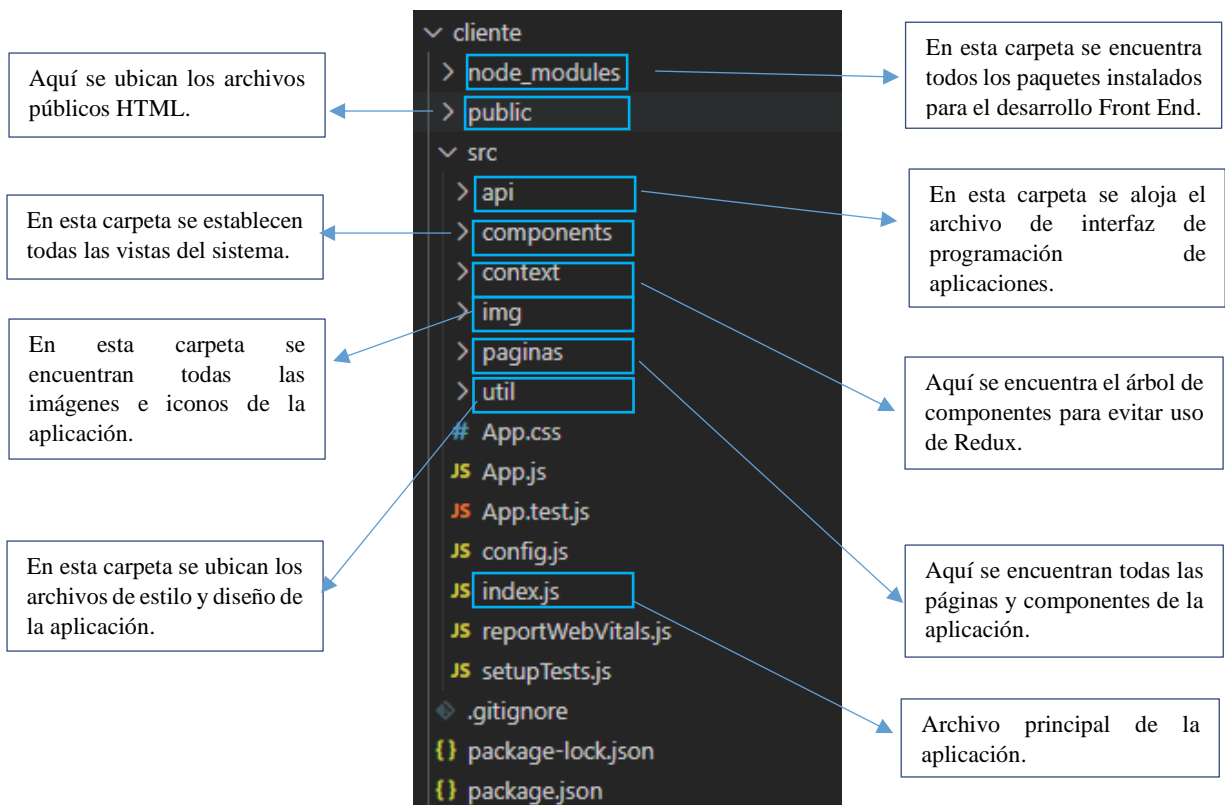 Aquí se ubican los archivos
públicos HTML.
En esta carpeta se establecen
todas las vistas del sistema.
En esta carpeta se
encuentran todas las
imágenes e iconos de la
aplicación.
En esta carpeta se ubican los
archivos de estilo y diseño de
la aplicación.
cliente
node_modules
public
src
api
components
context
img
paginas
util
# App.css
JS App.js
JS App.test.js
JS config.js
JS index.js
JS reportWebVitals.js
JS setupTests.js
.gitignore
{} package-lock.json
{} package.json
En esta carpeta se encuentra
todos los paquetes instalados
para el desarrollo Front End.
En esta carpeta se aloja el
archivo de interfaz de
programación de
aplicaciones.
Aquí se encuentra el árbol de
componentes para evitar uso
de Redux.
Aquí se encuentran todas las
páginas y componentes de la
aplicación.
Archivo principal de la
aplicación.